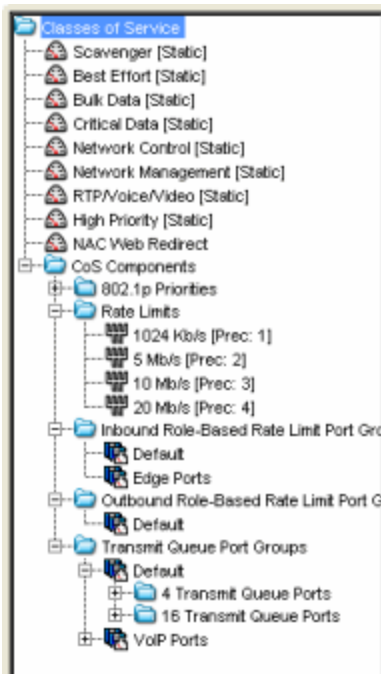 Classes of Service
Scavenger [Static]
Best Effort [Static]
Bulk Data [Static]
Critical Data [Static]
Network Control [Static]
Network Management [Static]
RTP/Voice/Video [Static]
High Priority [Static]
NAC Web Redirect
CoS Components
802.1p Priorities
Rate Limits
1024 Kb/s [Prec: 1]
5 Mb/s [Prec: 2]
10 Mb/s [Prec: 3]
20 Mb/s [Prec: 4]
Inbound Role-Based Rate Limit Port Gro
Default
Edge Ports
Outbound Role-Based Rate Limit Port G
Default
Transmit Queue Port Groups
Default
4 Transmit Queue Ports
16 Transmit Queue Ports
VoIP Ports